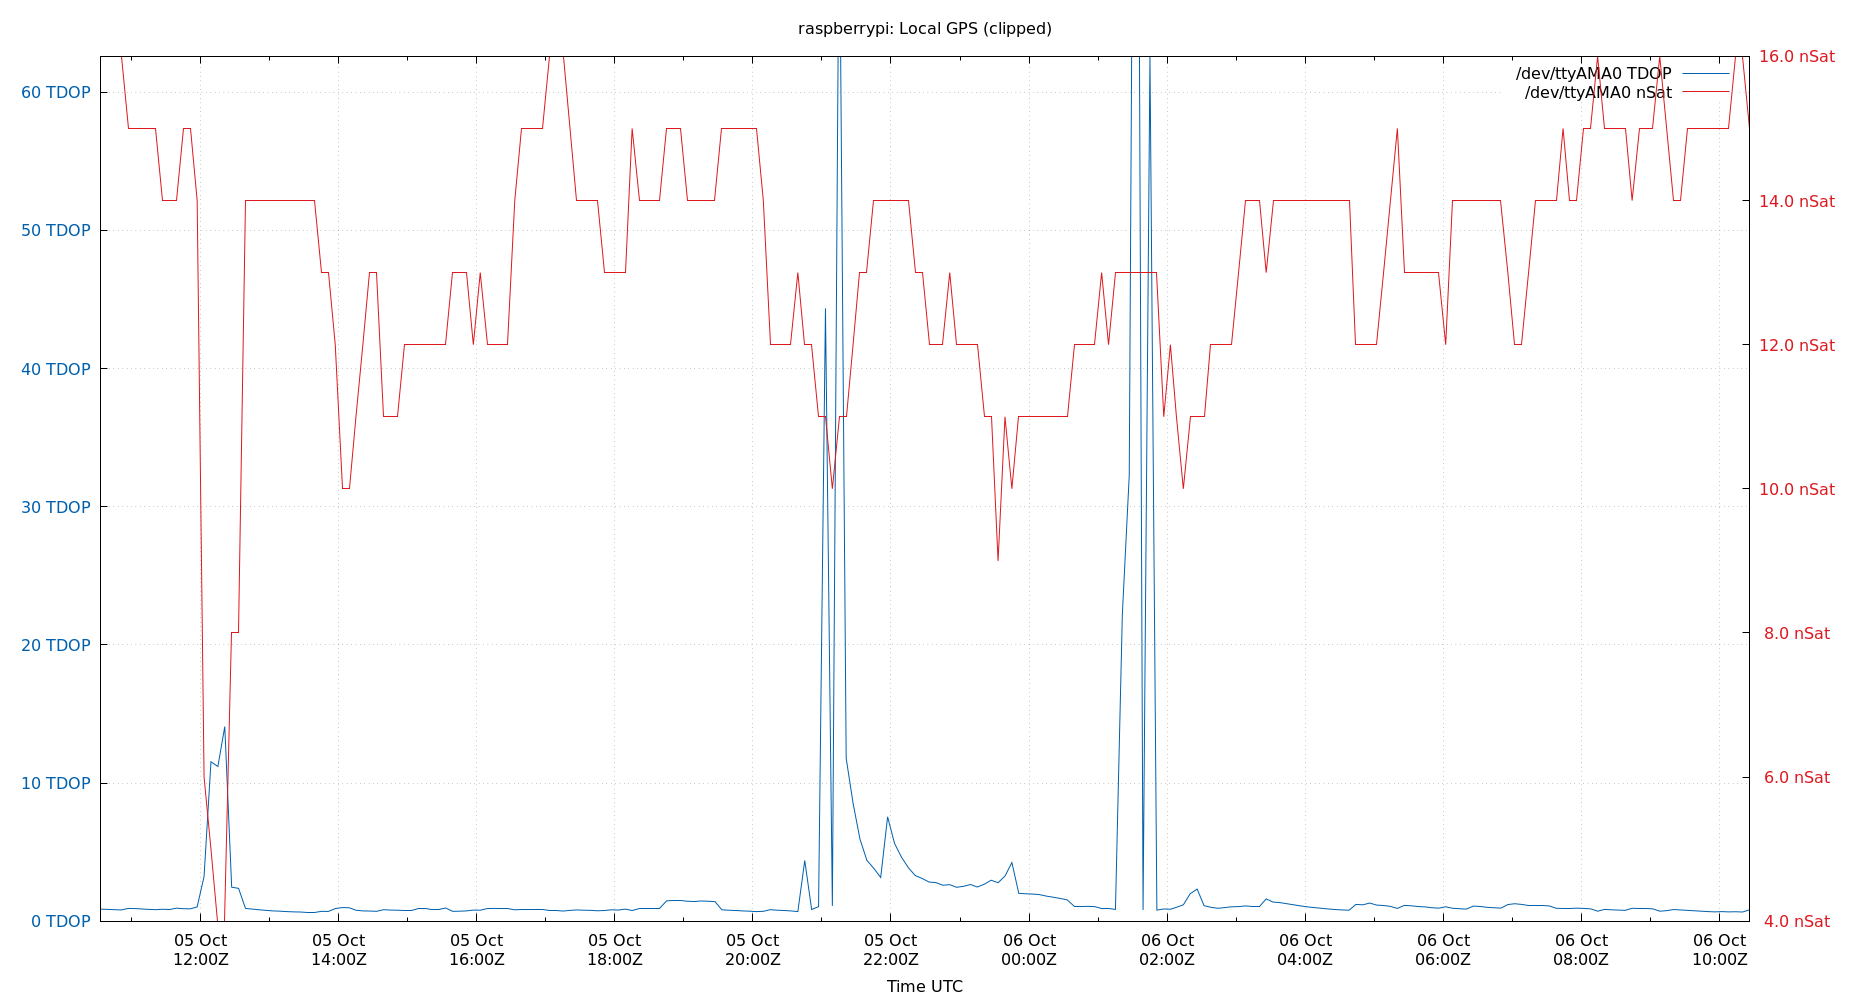 raspberrypi: Local GPS (clipped)
60 TDOP
50 TDOP
40 TDOP
30 TDOP
20 TDOP
10 TDOP
0 TDOP
16.0 nSat
14.0 nSat
12.0 nSat
10.0 nSat
8.0 nSat
6.0 nSat
4.0 nSat
/dev/ttyAMA0 TDOP
/dev/ttyAMA0 nSat
05 Oct 05 Oct 05 Oct 05 Oct 05 Oct 05 Oct 06 Oct 06 Oct 06 Oct 06 Oct 06 Oct 06 Oct
12:00Z 14:00Z 16:00Z 18:00Z 20:00Z 22:00Z 00:00Z 02:00Z 04:00Z 06:00Z 08:00Z 10:00Z
Time UTC